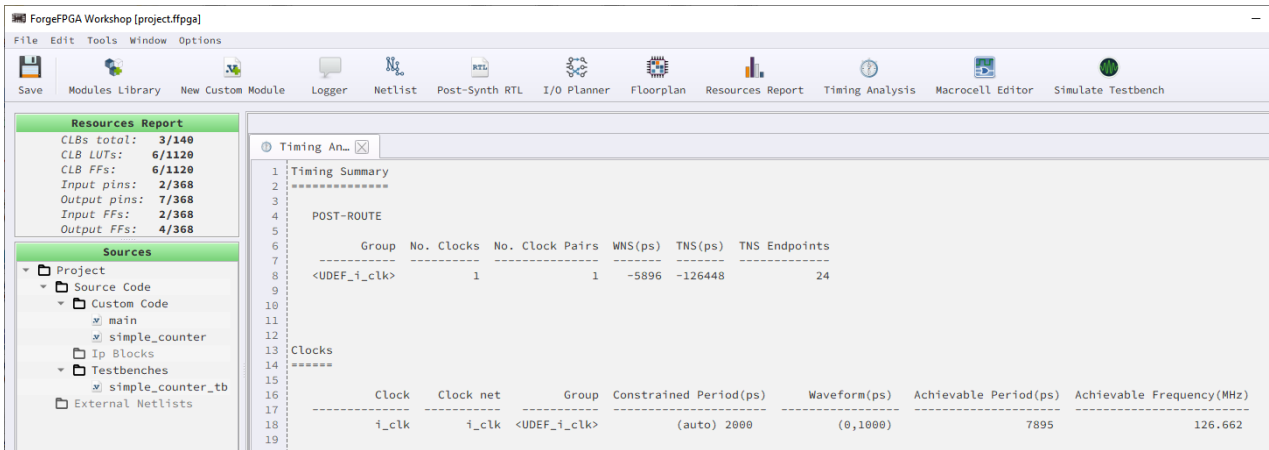 ForgeFPGA Workshop [project.ffpga]
File Edit Tools Window Options
Save Modules Library New Custom Module Logger Netlist Post-Synth RTL I/O Planner Floorplan Resources Report Timing Analysis Macrocell Editor Simulate Testbench
Resources Report
CLBs total: 3/140
CLB LUTs: 6/1120
CLB FFs: 6/1120
Input pins: 2/368
Output pins: 7/368
Input FFs: 2/368
Output FFs: 4/368
Sources
Project
Source Code
Custom Code
main
simple_counter
Ip Blocks
Testbenches
simple_counter_tb
External Netlists
Timing An…
1 Timing Summary
2 ==============
3
4 POST-ROUTE
5
6 Group No. Clocks No. Clock Pairs WNS(ps) TNS(ps) TNS Endpoints
7 ----------- ---------- --------------- ------- ------- -------------
8 <UDEF_i_clk> 1 1 -5896 -126448 24
9
10
11
12
13 Clocks
14 ======
15
16 Clock Clock net Group Constrained Period(ps) Waveform(ps) Achievable Period(ps) Achievable Frequency(MHz)
17 -------------- ----------- ----------- ---------------------- ----------------- --------------------- -------------------------
18 i_clk i_clk <UDEF_i_clk> (auto) 2000 (0,1000) 7895 126.662
19